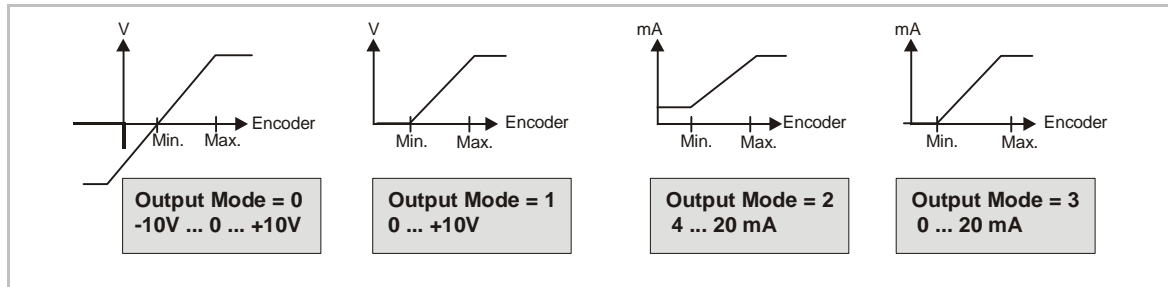 V
Encoder
Min.
Max.
Output Mode = 0
-10V ... 0 ... +10V
V
Encoder
Min.
Max.
Output Mode = 1
0 ... +10V
mA
Encoder
Min.
Max.
Output Mode = 2
4 ... 20 mA
mA
Encoder
Min.
Max.
Output Mode = 3
0 ... 20 mA